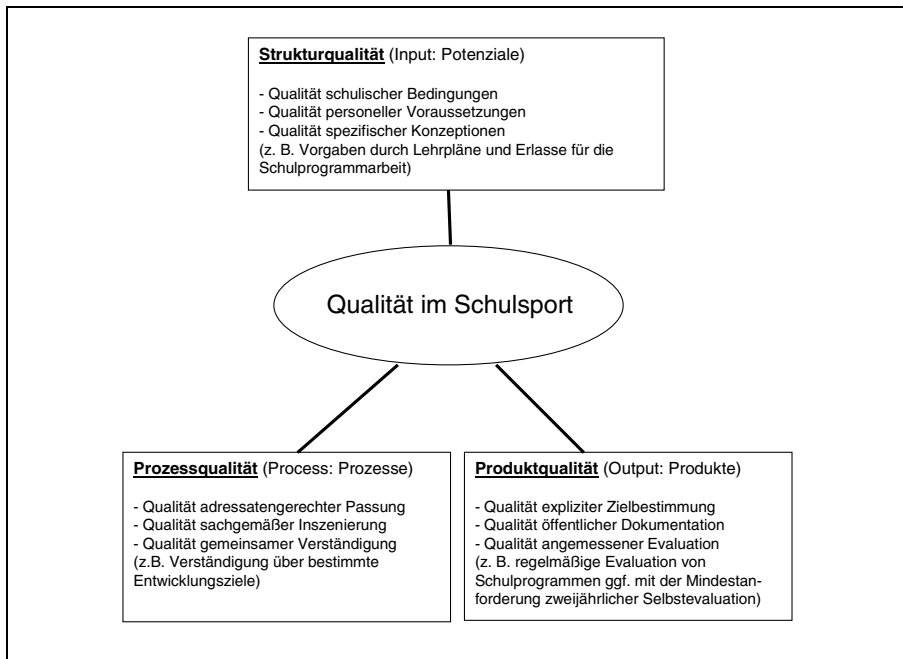 Strukturqualität (Input: Potenziale)
- Qualität schulischer Bedingungen
- Qualität personeller Voraussetzungen
- Qualität spezifischer Konzeptionen
(z. B. Vorgaben durch Lehrpläne und Erlasse für die
Schulprogrammarbeit)
Qualität im Schulsport
Prozessqualität (Process: Prozesse)
- Qualität adressatengerechter Passung
- Qualität sachgemäßer Inszenierung
- Qualität gemeinsamer Verständigung
(z.B. Verständigung über bestimmte
Entwicklungsziele)
Produktqualität (Output: Produkte)
- Qualität expliziter Zielbestimmung
- Qualität öffentlicher Dokumentation
- Qualität angemessener Evaluation
(z. B. regelmäßige Evaluation von
Schulprogrammen ggf. mit der Mindestan-
forderung zweijährlicher Selbstevaluation)